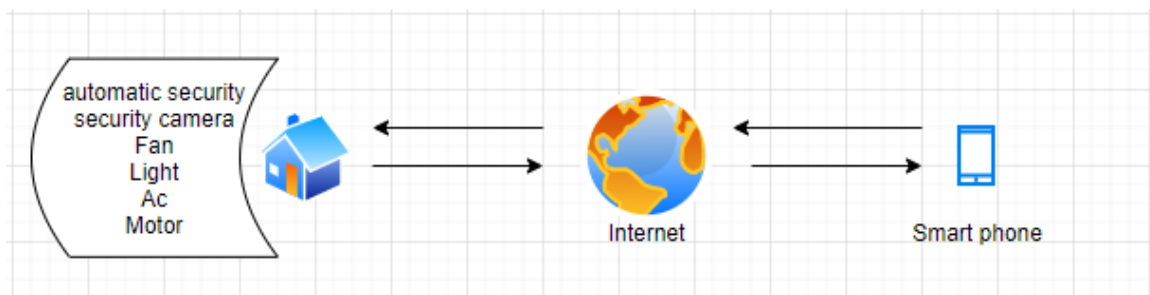 automatic security
security camera
Fan
Light
Ac
Motor
Internet
Smart phone